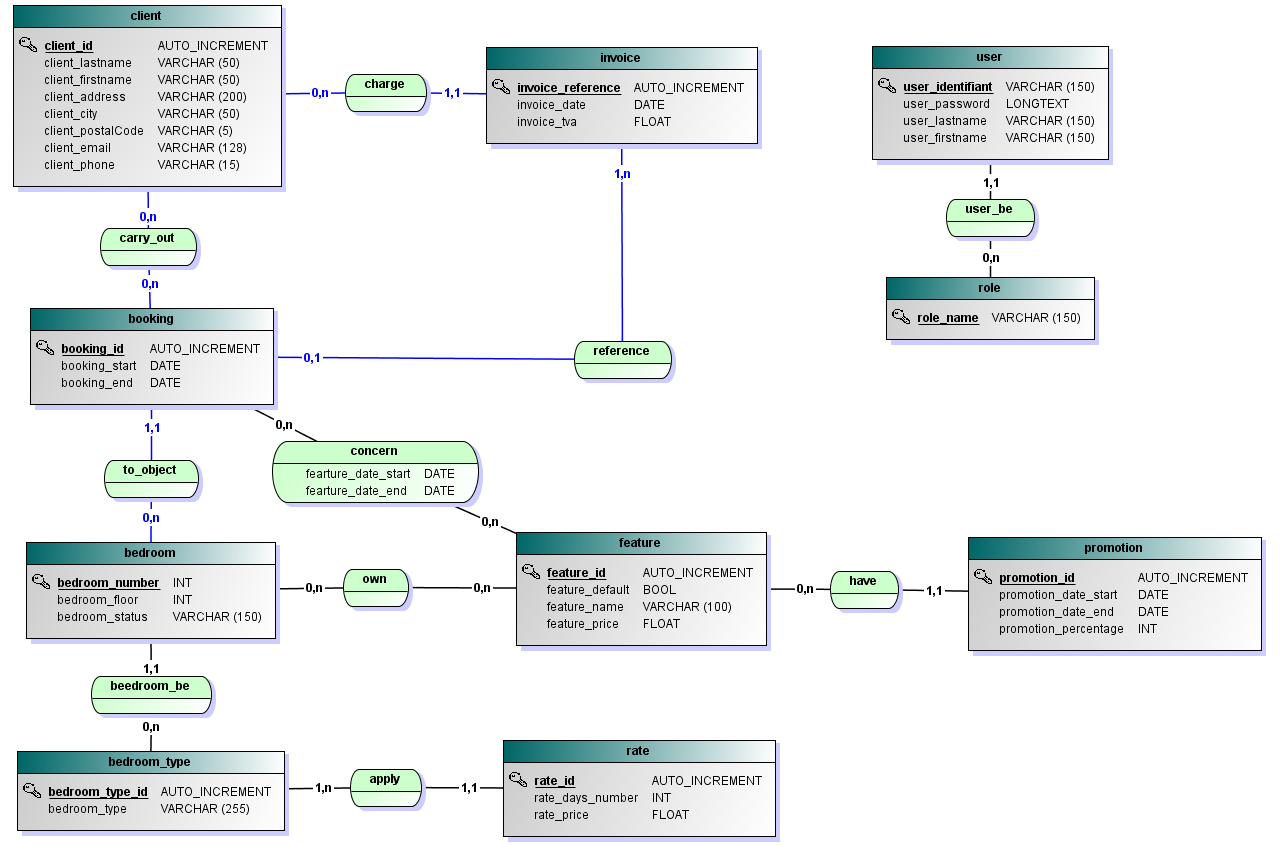 client
client_id AUTO_INCREMENT
client_lastname VARCHAR (50)
client_firstname VARCHAR (50)
client_address VARCHAR (200)
client_city VARCHAR (50)
client_postalCode VARCHAR (5)
client_email VARCHAR (128)
client_phone VARCHAR (15)
0,n
charge
1,1
invoice
invoice_reference AUTO_INCREMENT
invoice_date DATE
invoice_tva FLOAT
user
user_identifiant VARCHAR (150)
user_password LONGTEXT
user_lastname VARCHAR (150)
user_firstname VARCHAR (150)
1,1
user_be
0,n
role
role_name VARCHAR (150)
1,n
0,n
carry_out
0,n
booking
booking_id AUTO_INCREMENT
booking_start DATE
booking_end DATE
0,1
reference
1,1
to_object
0,n
0,n
concern
fearture_date_start DATE
fearture_date_end DATE
0,n
bedroom
bedroom_number INT
bedroom_floor INT
bedroom_status VARCHAR (150)
0,n
own
0,n
feature
feature_id AUTO_INCREMENT
feature_default BOOL
feature_name VARCHAR (100)
feature_price FLOAT
0,n
have
1,1
promotion
promotion_id AUTO_INCREMENT
promotion_date_start DATE
promotion_date_end DATE
promotion_percentage INT
1,1
beedroom_be
0,n
bedroom_type
bedroom_type_id AUTO_INCREMENT
bedroom_type VARCHAR (255)
1,n
apply
1,1
rate
rate_id AUTO_INCREMENT
rate_days_number INT
rate_price FLOAT